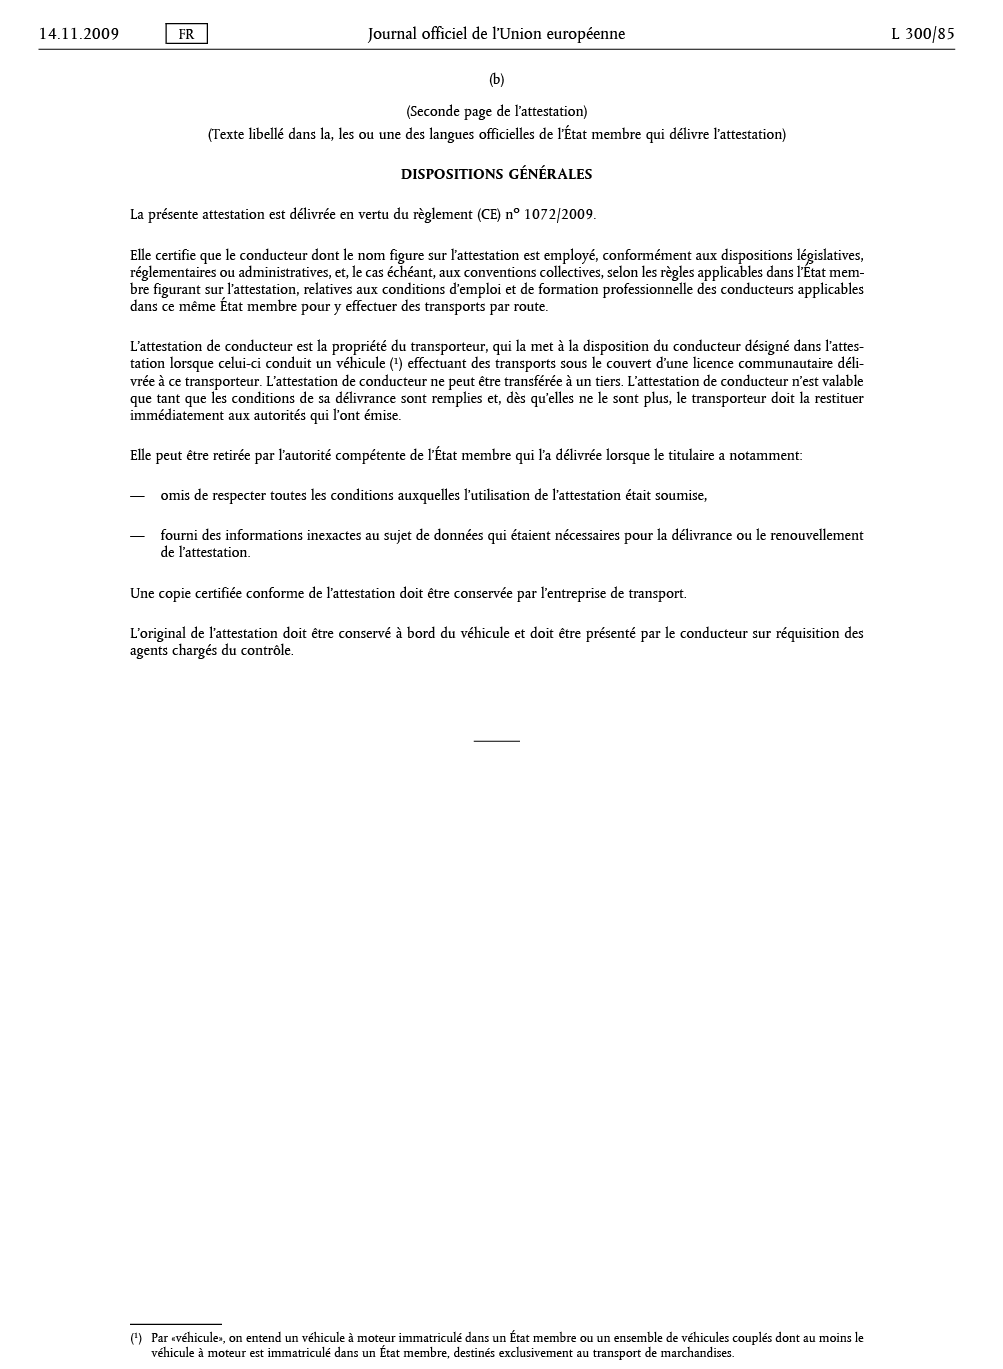 14.11.2009 FR Journal officiel de l'Union européenne L 300/85
(b)
(Seconde page de l'attestation)
(Texte libellé dans la, les ou une des langues officielles de l'État membre qui délivre l'attestation)
DISPOSITIONS GÉNÉRALES
La présente attestation est délivrée en vertu du règlement (CE) nº 1072/2009.
Elle certifie que le conducteur dont le nom figure sur l'attestation est employé, conformément aux dispositions législatives,
réglementaires ou administratives, et, le cas échéant, aux conventions collectives, selon les règles applicables dans l'État mem-
bre figurant sur l'attestation, relatives aux conditions d'emploi et de formation professionnelle des conducteurs applicables
dans ce même État membre pour y effectuer des transports par route.
L'attestation de conducteur est la propriété du transporteur, qui la met à la disposition du conducteur désigné dans l'attes-
tation lorsque celui-ci conduit un véhicule (¹) effectuant des transports sous le couvert d'une licence communautaire déli-
vrée à ce transporteur. L'attestation de conducteur ne peut être transférée à un tiers. L'attestation de conducteur n'est valable
que tant que les conditions de sa délivrance sont remplies et, dès qu'elles ne le sont plus, le transporteur doit la restituer
immédiatement aux autorités qui l'ont émise.
Elle peut être retirée par l'autorité compétente de l'État membre qui l'a délivrée lorsque le titulaire a notamment:
— omis de respecter toutes les conditions auxquelles l'utilisation de l'attestation était soumise,
— fourni des informations inexactes au sujet de données qui étaient nécessaires pour la délivrance ou le renouvellement
de l'attestation.
Une copie certifiée conforme de l'attestation doit être conservée par l'entreprise de transport.
L'original de l'attestation doit être conservé à bord du véhicule et doit être présenté par le conducteur sur réquisition des
agents chargés du contrôle.
(¹) Par «véhicule», on entend un véhicule à moteur immatriculé dans un État membre ou un ensemble de véhicules couplés dont au moins le
véhicule à moteur est immatriculé dans un État membre, destinés exclusivement au transport de marchandises.